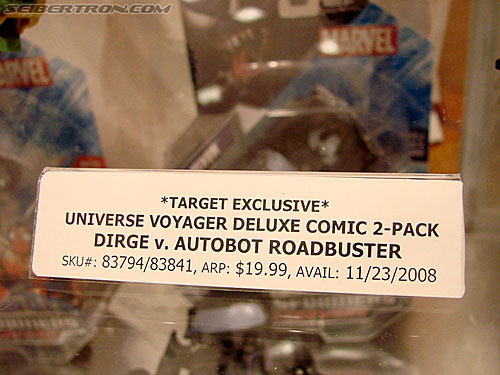 SEIBERTRON.COM
MARVEL
MARVEL
*TARGET EXCLUSIVE*
UNIVERSE VOYAGER DELUXE COMIC 2-PACK
DIRGE v. AUTOBOT ROADBUSTER
SKU#: 83794/83841, ARP: $19.99, AVAIL: 11/23/2008